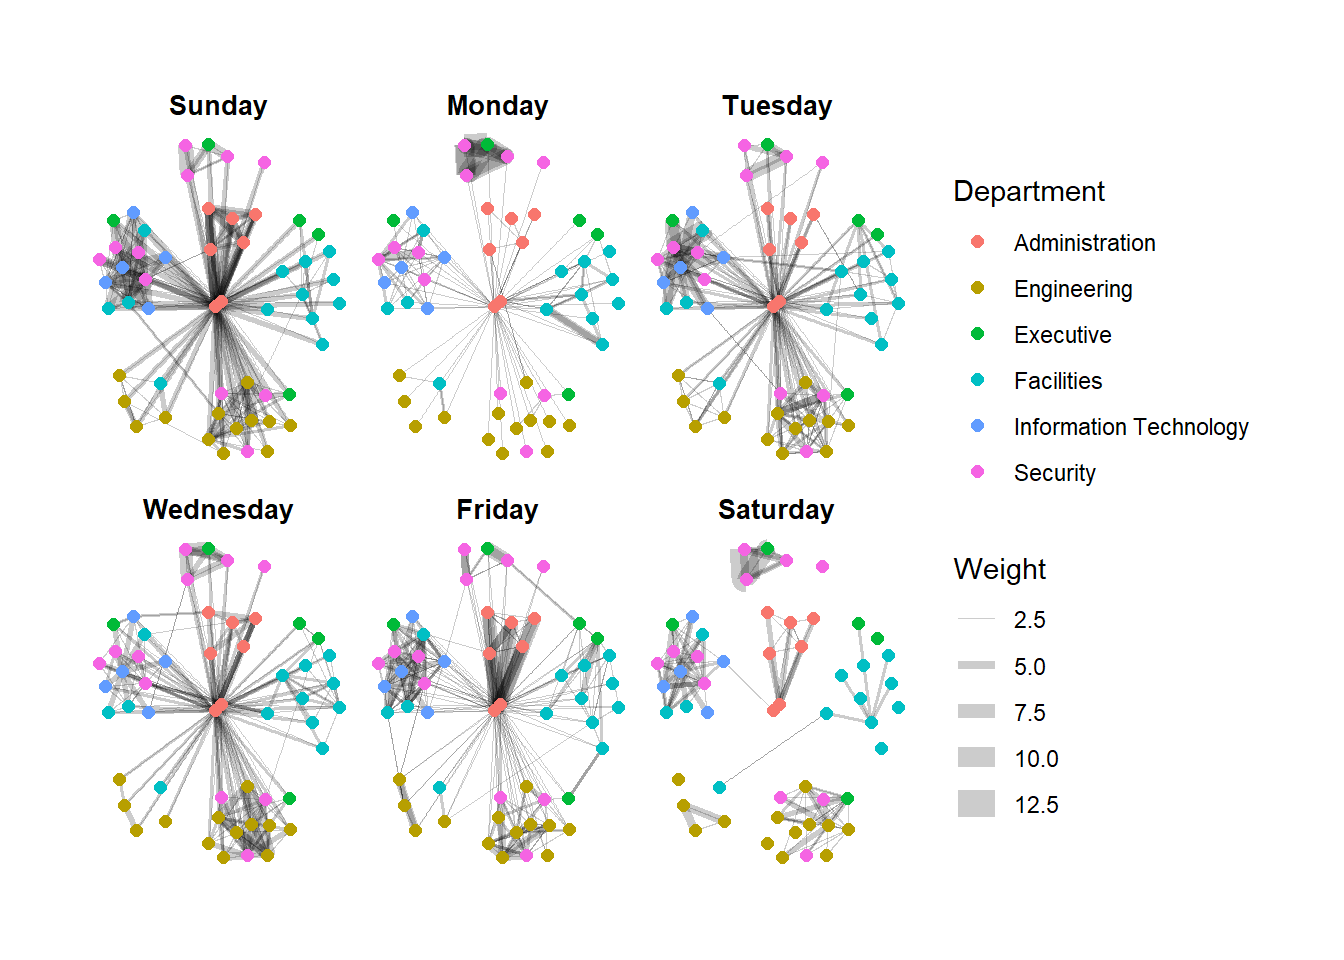 Sunday
Monday
Tuesday
Wednesday
Friday
Saturday
Department
Administration
Engineering
Executive
Facilities
Information Technology
Security
Weight
2.5
5.0
7.5
10.0
12.5